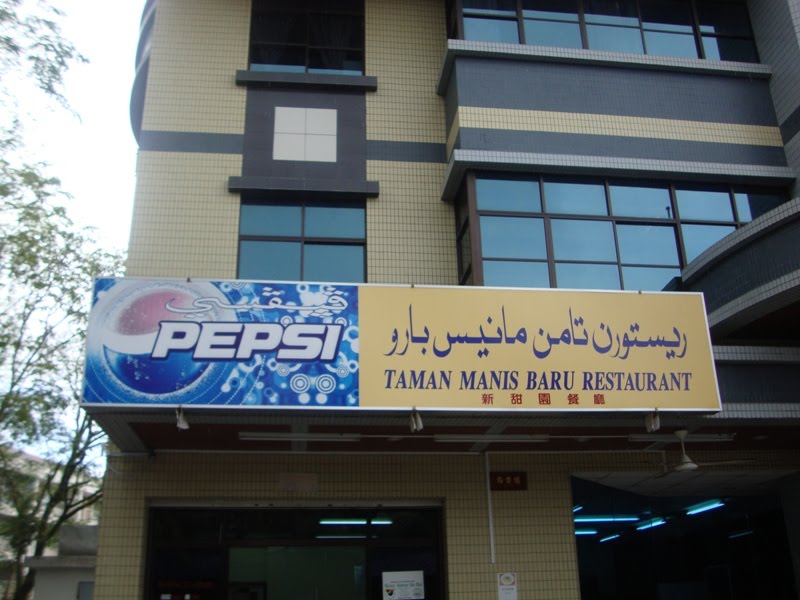 ڤيڤسي
PEPSI
ريستورن تامن مانيس بارو
TAMAN MANIS BARU RESTAURANT
新甜園餐廳